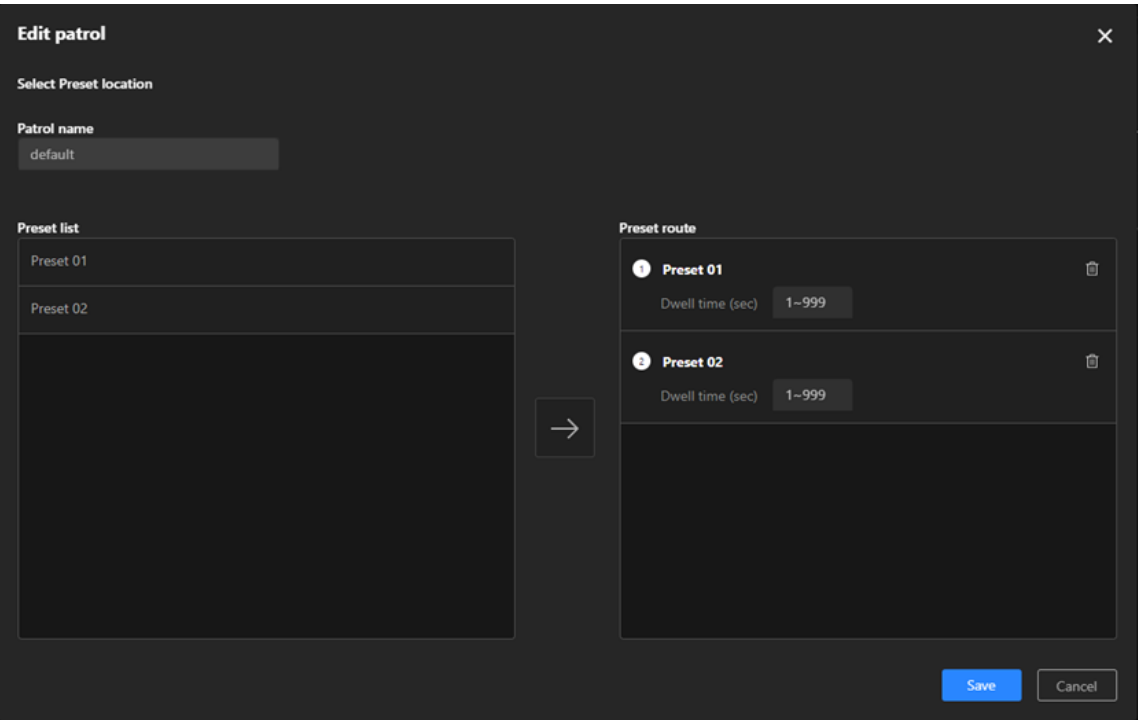 Edit patrol
Select Preset location
Patrol name
default
Preset list
Preset 01
Preset 02
Preset route
1 Preset 01
Dwell time (sec) 1~999
2 Preset 02
Dwell time (sec) 1~999
Save Cancel